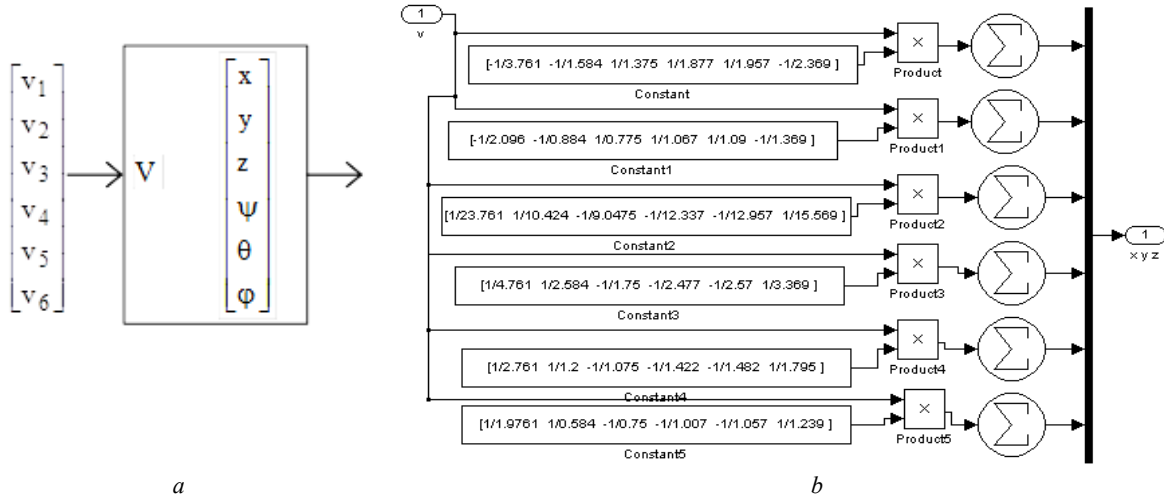 v1
v2
v3
v4
v5
v6
V
x
y
z
ψ
θ
φ
a
1
v
[-1/3.761 -1/1.584 1/1.375 1/1.877 1/1.957 -1/2.369 ]
Constant
×
Product
[-1/2.096 -1/0.884 1/0.775 1/1.067 1/1.09 -1/1.369 ]
Constant1
×
Product1
[1/23.761 1/10.424 -1/9.0475 -1/12.337 -1/12.957 1/15.569 ]
Constant2
×
Product2
[1/4.761 1/2.584 -1/1.75 -1/2.477 -1/2.57 1/3.369 ]
Constant3
×
Product3
[1/2.761 1/1.2 -1/1.075 -1/1.422 -1/1.482 1/1.795 ]
Constant4
×
Product4
[1/1.9761 1/0.584 -1/0.75 -1/1.007 -1/1.057 1/1.239 ]
Constant5
×
Product5
∑
∑
∑
∑
∑
∑
1
x y z
b